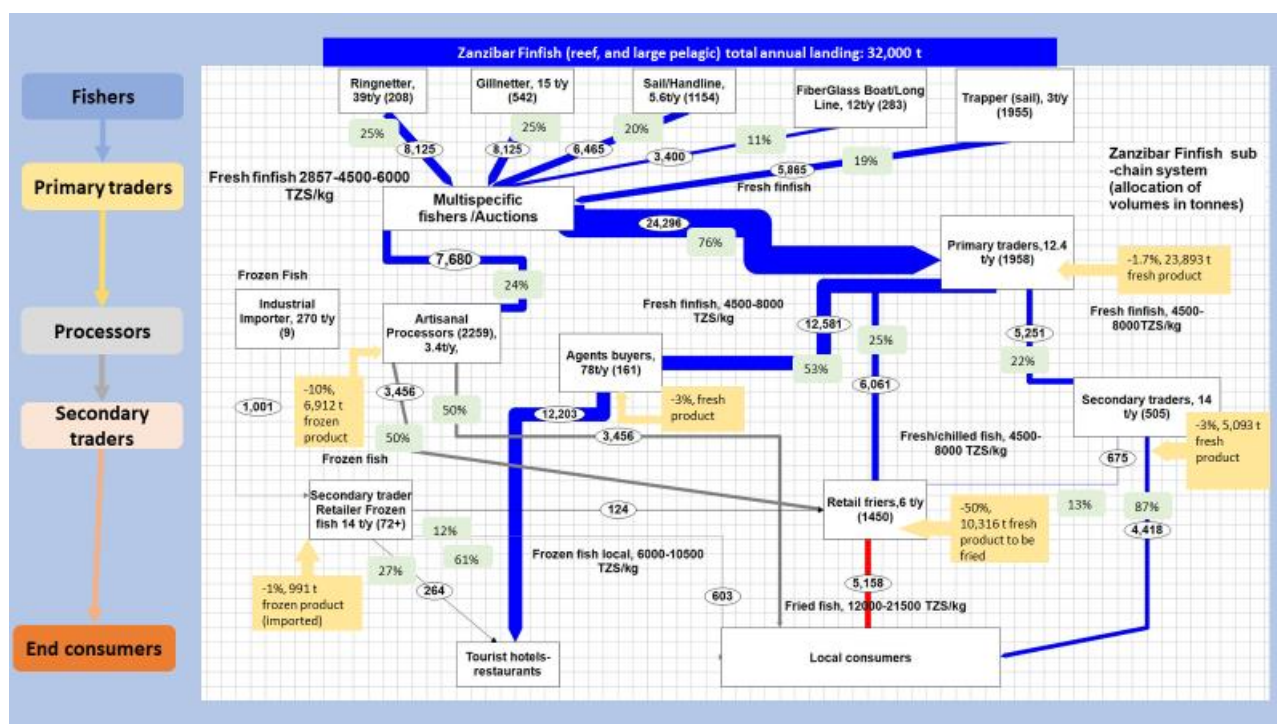 Zanzibar Finfish (reef, and large pelagic) total annual landing: 32,000 t
Fishers
Primary traders
Processors
Secondary
traders
End consumers
Ringnetter,
39t/y (208)
Gillnetter, 15 t/y
(542)
Sail/Handline,
5.6t/y (1154)
FiberGlass Boat/Long
Line, 12t/y (283)
Trapper (sail), 3t/y
(1955)
25%
8,125
25%
8,125
20%
6,465
11%
3,400
19%
5,865
Fresh finfish
Zanzibar Finfish sub
-chain system
(allocation of
volumes in tonnes)
Fresh finfish 2857-4500-6000
TZS/kg
Multispecific
fishers /Auctions
24,296
76%
Primary traders,12.4
t/y (1958)
-1.7%, 23,893 t
fresh product
7,680
24%
Frozen Fish
Industrial
Importer, 270 t/y
(9)
Artisanal
Processors (2259),
3.4t/y,
Fresh finfish, 4500-8000
TZS/kg
12,581
53%
25%
6,061
5,251
22%
Fresh finfish, 4500-
8000TZS/kg
Agents buyers,
78t/y (161)
-3%, fresh
product
-10%,
6,912 t
frozen
product
1,001
3,456
50%
50%
Frozen fish
12,203
3,456
Secondary traders, 14
t/y (505)
-3%, 5,093 t
fresh
product
Fresh/chilled fish, 4500-
8000 TZS/kg
675
13%
87%
4,418
Secondary trader
Retailer Frozen
fish 14 t/y (72+)
124
12%
61%
27%
264
-1%, 991 t
frozen product
(imported)
Retail friers,6 t/y
(1450)
-50%,
10,316 t fresh
product to be
fried
Frozen fish local, 6000-10500
TZS/kg
603
5,158
Fried fish, 12000-21500 TZS/kg
Tourist hotels-
restaurants
Local consumers